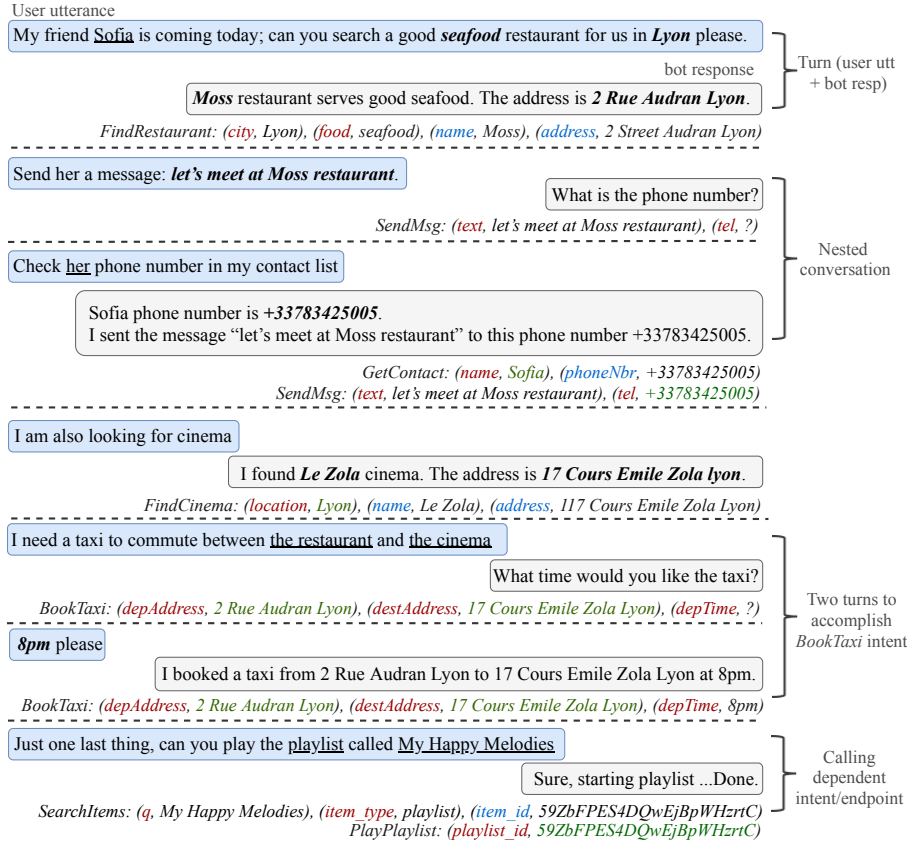 User utterance
My friend Sofia is coming today; can you search a good seafood restaurant for us in Lyon please.
Turn (user utt
+ bot resp)
bot response
Moss restaurant serves good seafood. The address is 2 Rue Audran Lyon.
FindRestaurant: (city, Lyon), (food, seafood), (name, Moss), (address, 2 Street Audran Lyon)
Send her a message: let's meet at Moss restaurant.
What is the phone number?
SendMsg: (text, let's meet at Moss restaurant), (tel, ?)
Nested
conversation
Check her phone number in my contact list
Sofia phone number is +33783425005.
I sent the message “let's meet at Moss restaurant” to this phone number +33783425005.
GetContact: (name, Sofia), (phoneNbr, +33783425005)
SendMsg: (text, let's meet at Moss restaurant), (tel, +33783425005)
I am also looking for cinema
I found Le Zola cinema. The address is 17 Cours Emile Zola lyon.
FindCinema: (location, Lyon), (name, Le Zola), (address, 117 Cours Emile Zola Lyon)
I need a taxi to commute between the restaurant and the cinema
What time would you like the taxi?
BookTaxi: (depAddress, 2 Rue Audran Lyon), (destAddress, 17 Cours Emile Zola Lyon), (depTime, ?)
Two turns to
accomplish
BookTaxi intent
8pm please
I booked a taxi from 2 Rue Audran Lyon to 17 Cours Emile Zola Lyon at 8pm.
BookTaxi: (depAddress, 2 Rue Audran Lyon), (destAddress, 17 Cours Emile Zola Lyon), (depTime, 8pm)
Just one last thing, can you play the playlist called My Happy Melodies
Sure, starting playlist ...Done.
Calling
dependent
intent/endpoint
SearchItems: (q, My Happy Melodies), (item_type, playlist), (item_id, 59ZbFPES4DQwEjBpWHzrtC)
PlayPlaylist: (playlist_id, 59ZbFPES4DQwEjBpWHzrtC)